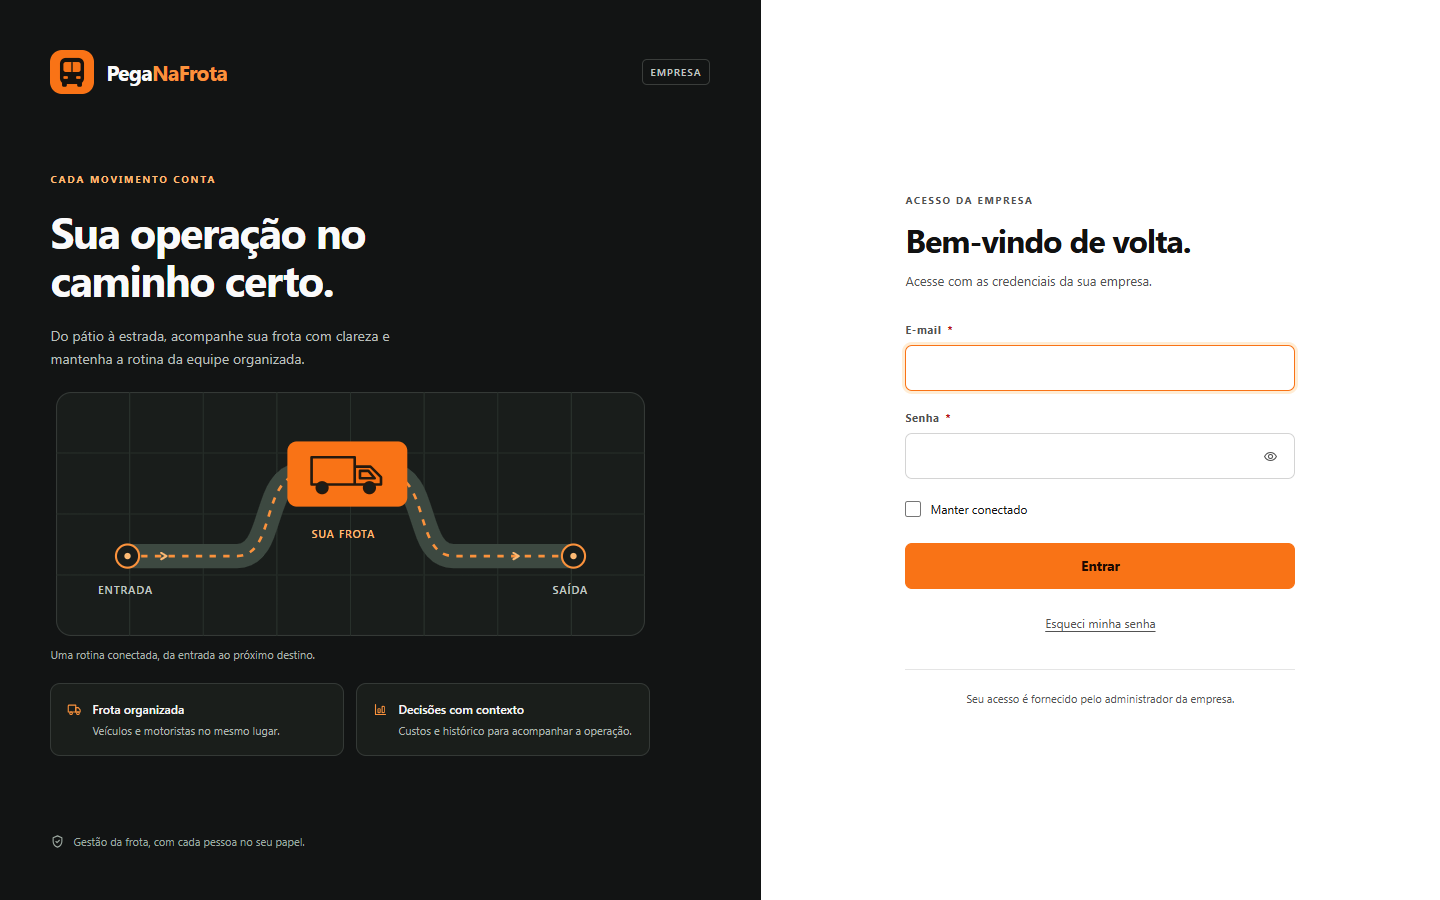 PegaNaFrota
EMPRESA
CADA MOVIMENTO CONTA
Sua operação no
caminho certo.
Do pátio à estrada, acompanhe sua frota com clareza e
mantenha a rotina da equipe organizada.
SUA FROTA
ENTRADA
SAÍDA
Uma rotina conectada, da entrada ao próximo destino.
Frota organizada
Veículos e motoristas no mesmo lugar.
Decisões com contexto
Custos e histórico para acompanhar a operação.
Gestão da frota, com cada pessoa no seu papel.
ACESSO DA EMPRESA
Bem-vindo de volta.
Acesse com as credenciais da sua empresa.
E-mail *
Senha *
Manter conectado
Entrar
Esqueci minha senha
Seu acesso é fornecido pelo administrador da empresa.